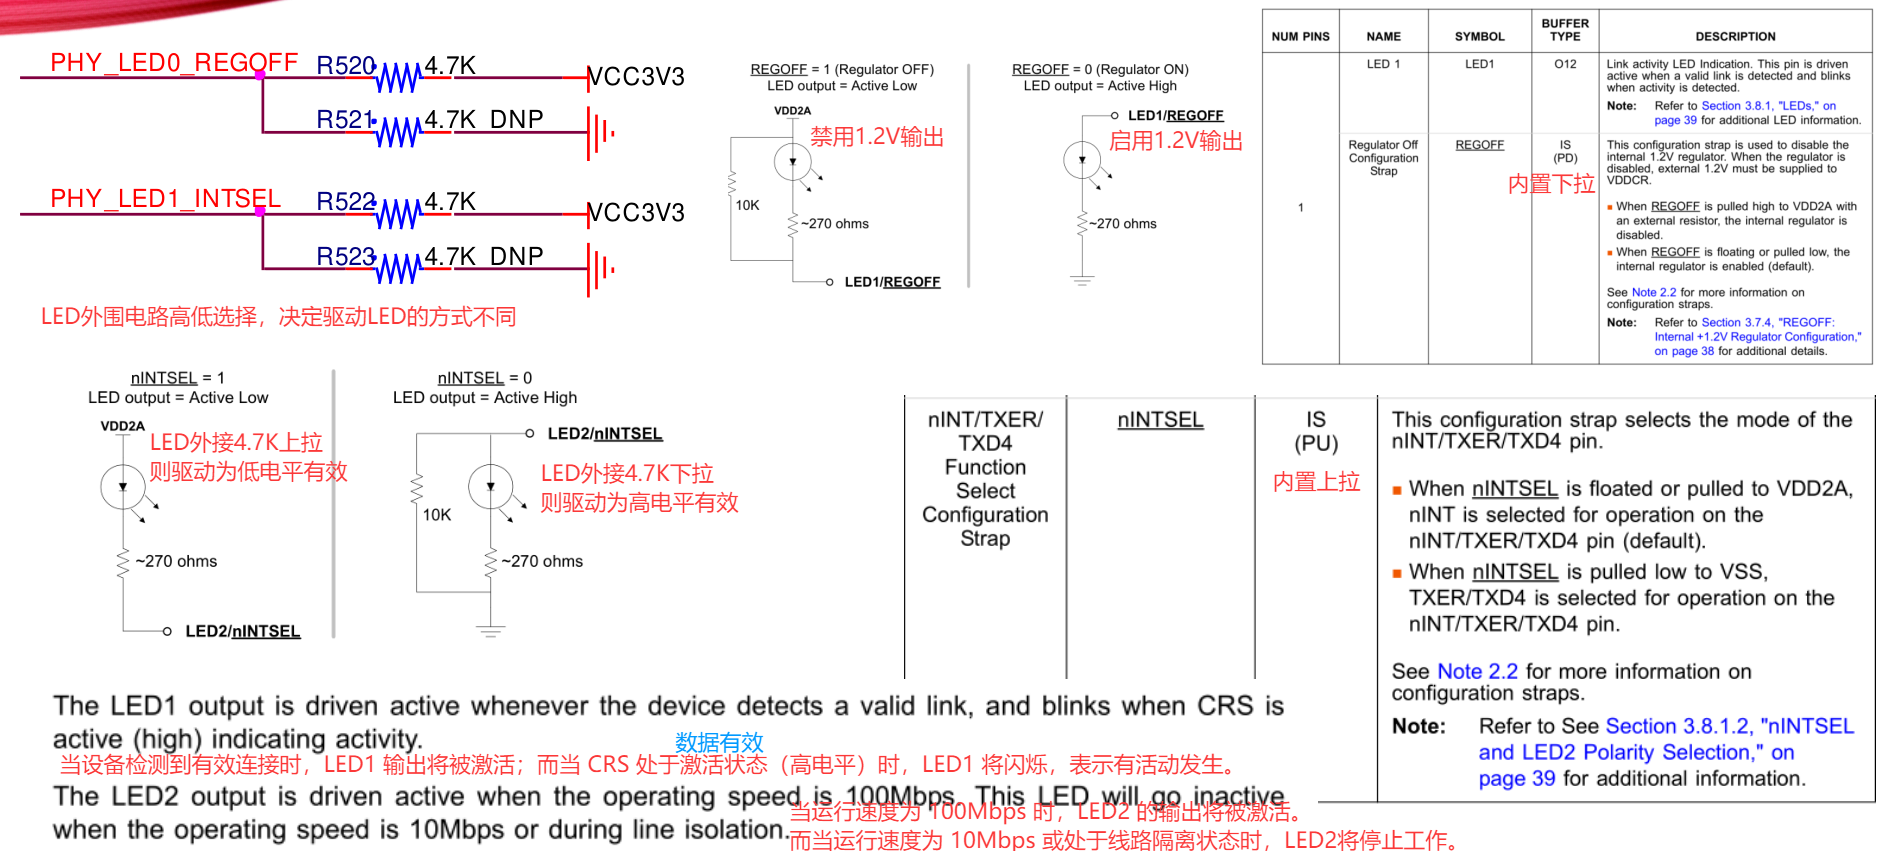 PHY_LED0_REGOFF
R520
4.7K
VCC3V3
R521
4.7K DNP
PHY_LED1_INTSEL
R522
4.7K
VCC3V3
R523
4.7K DNP
LED外围电路高低选择，决定驱动LED的方式不同
REGOFF = 1 (Regulator OFF)
LED output = Active Low
VDD2A
禁用1.2V输出
10K
~270 ohms
LED1/REGOFF
REGOFF = 0 (Regulator ON)
LED output = Active High
LED1/REGOFF
启用1.2V输出
~270 ohms
NUM PINS NAME SYMBOL BUFFER TYPE DESCRIPTION
LED 1 LED1 O12 Link activity LED Indication. This pin is driven
active when a valid link is detected and blinks
when activity is detected.
Note: Refer to Section 3.8.1, "LEDs," on
page 39 for additional LED information.
1
Regulator Off
Configuration
Strap
REGOFF
IS
(PD)
内置下拉
This configuration strap is used to disable the
internal 1.2V regulator. When the regulator is
disabled, external 1.2V must be supplied to
VDDCR.
When REGOFF is pulled high to VDD2A with
an external resistor, the internal regulator is
disabled.
When REGOFF is floating or pulled low, the
internal regulator is enabled (default).
See Note 2.2 for more information on
configuration straps.
Note: Refer to Section 3.7.4, "REGOFF:
Internal +1.2V Regulator Configuration,"
on page 38 for additional details.
nINTSEL = 1
LED output = Active Low
VDD2A
LED外接4.7K上拉
则驱动为低电平有效
~270 ohms
LED2/nINTSEL
nINTSEL = 0
LED output = Active High
LED2/nINTSEL
LED外接4.7K下拉
则驱动为高电平有效
10K
~270 ohms
nINT/TXER/
TXD4
Function
Select
Configuration
Strap
nINTSEL
IS
(PU)
内置上拉
This configuration strap selects the mode of the
nINT/TXER/TXD4 pin.
When nINTSEL is floated or pulled to VDD2A,
nINT is selected for operation on the
nINT/TXER/TXD4 pin (default).
When nINTSEL is pulled low to VSS,
TXER/TXD4 is selected for operation on the
nINT/TXER/TXD4 pin.
See Note 2.2 for more information on
configuration straps.
Note: Refer to See Section 3.8.1.2, "nINTSEL
and LED2 Polarity Selection," on
page 39 for additional information.
The LED1 output is driven active whenever the device detects a valid link, and blinks when CRS is
active (high) indicating activity.
数据有效
当设备检测到有效连接时，LED1 输出将被激活；而当 CRS 处于激活状态（高电平）时，LED1 将闪烁，表示有活动发生。
The LED2 output is driven active when the operating speed is 100Mbps. This LED will go inactive
当运行速度为 100Mbps 时，LED2 的输出将被激活。
when the operating speed is 10Mbps or during line isolation.
而当运行速度为 10Mbps 或处于线路隔离状态时，LED2将停止工作。